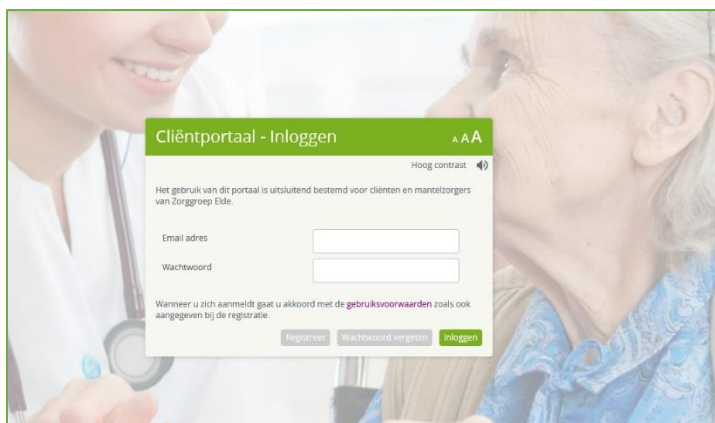 Cliëntportaal - Inloggen
A A A
Hoog contrast
Het gebruik van dit portaal is uitsluitend bestemd voor cliënten en mantelzorgers
van Zorggroep Elde.
Email adres
Wachtwoord
Wanneer u zich aanmeldt gaat u akkoord met de gebruiksvoorwaarden zoals ook
aangegeven bij de registratie.
Registreer Wachtwoord vergeten Inloggen